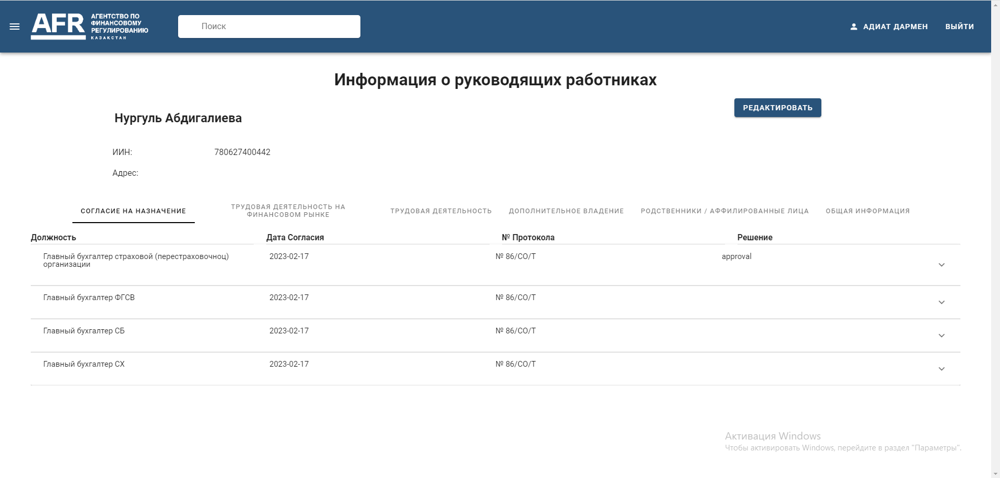 AFR
АГЕНТСТВО ПО
ФИНАНСОВОМУ
РЕГУЛИРОВАНИЮ
КАЗАКСТАН
Поиск
АДИАТ ДАРМЕН
ВЫЙТИ
Информация о руководящих работниках
Нургуль Абдигалиева
РЕДАКТИРОВАТЬ
ИИН: 780627400442
Адрес:
СОГЛАСИЕ НА НАЗНАЧЕНИЕ
ТРУДОВАЯ ДЕЯТЕЛЬНОСТЬ НА
ФИНАНСОВОМ РЫНКЕ
ТРУДОВАЯ ДЕЯТЕЛЬНОСТЬ
ДОПОЛНИТЕЛЬНОЕ ВЛАДЕНИЕ
РОДСТВЕННИКИ / АФФИЛИРОВАННЫЕ ЛИЦА
ОБЩАЯ ИНФОРМАЦИЯ
Должность Дата Согласия № Протокола Решение
Главный бухгалтер страховой (перестраховочноц) 2023-02-17 № 86/СО/Т approval
организации
Главный бухгалтер ФГСВ 2023-02-17 № 86/СО/Т
Главный бухгалтер СБ 2023-02-17 № 86/СО/Т
Главный бухгалтер СХ 2023-02-17 № 86/СО/Т
Активация Windows
Чтобы активировать Windows, перейдите в раздел "Параметры".